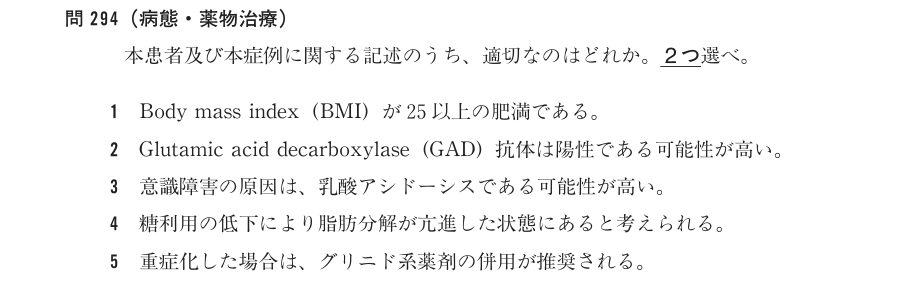 問 294（病態・薬物治療）
本患者及び本症例に関する記述のうち、適切なのはどれか。２つ選べ。
1 Body mass index（BMI）が 25 以上の肥満である。
2 Glutamic acid decarboxylase（GAD）抗体は陽性である可能性が高い。
3 意識障害の原因は、乳酸アシドーシスである可能性が高い。
4 糖利用の低下により脂肪分解が亢進した状態にあると考えられる。
5 重症化した場合は、グリニド系薬剤の併用が推奨される。